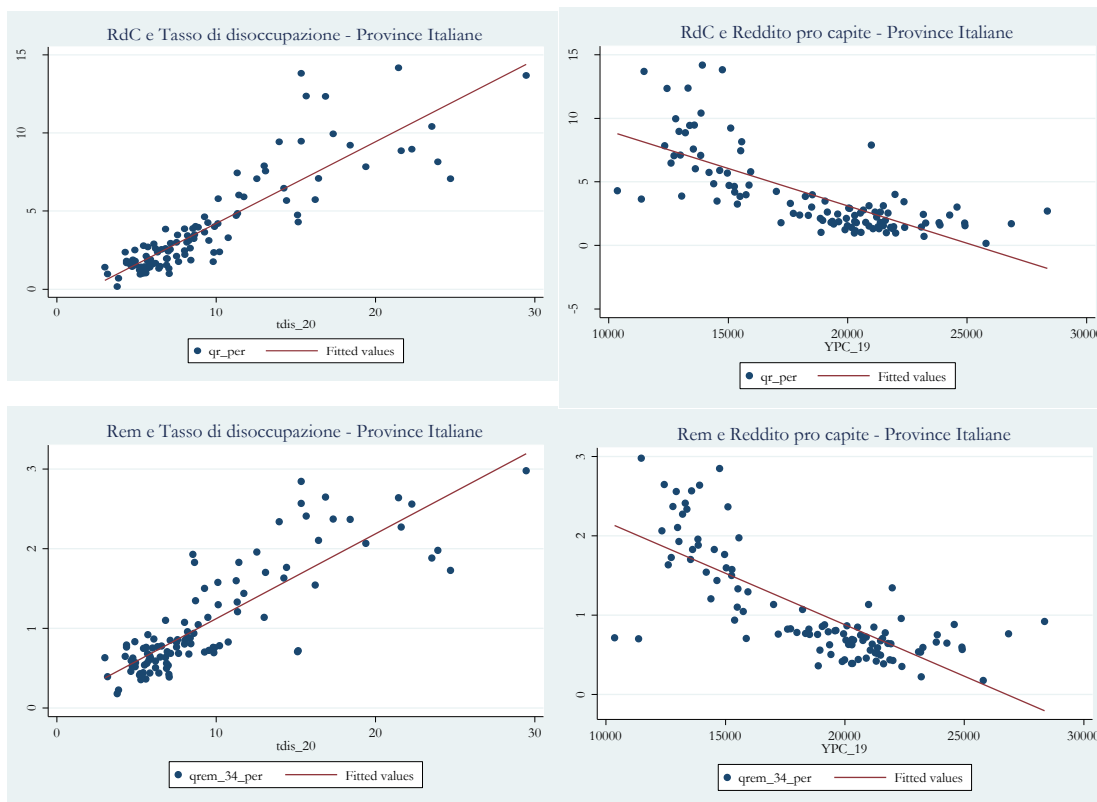 RdC e Tasso di disoccupazione - Province Italiane
15
10
5
0
0
10
20
30
tdis_20
qr_per
Fitted values
RdC e Reddito pro capite - Province Italiane
15
10
5
0
-5
10000
15000
20000
25000
30000
YPC_19
qr_per
Fitted values
Rem e Tasso di disoccupazione - Province Italiane
3
2
1
0
0
10
20
30
tdis_20
qrem_34_per
Fitted values
Rem e Reddito pro capite - Province Italiane
3
2
1
0
10000
15000
20000
25000
30000
YPC_19
qrem_34_per
Fitted values